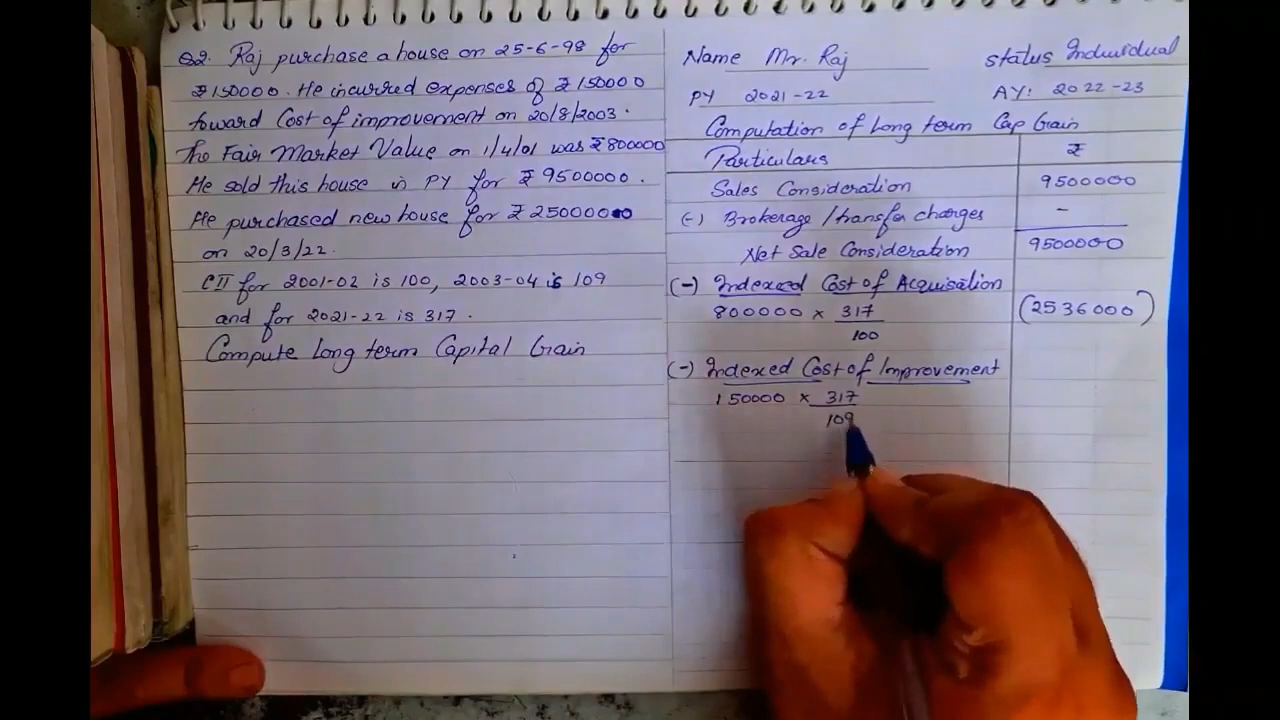 Q2. Raj purchase a house on 25-6-98 for
₹150000. He incurred expenses of ₹150000
toward Cost of improvement on 20/8/2003.
The Fair Market Value on 1/4/01 was ₹800000
He sold this house in PY for ₹9500000.
He purchased new house for ₹2500000
on 20/3/22.
CII for 2001-02 is 100, 2003-04 is 109
and for 2021-22 is 317.
Compute Long term Capital Gain
Name Mr. Raj status Individual
PY 2021-22 AY: 2022-23
Computation of Long term Cap Gain
Particulars ₹
Sales Consideration 9500000
(-) Brokerage/transfer charges -
Net Sale Consideration 9500000
(-) Indexed Cost of Acquisation
800000 × 317 (2536000)
100
(-) Indexed Cost of Improvement
150000 × 317
109